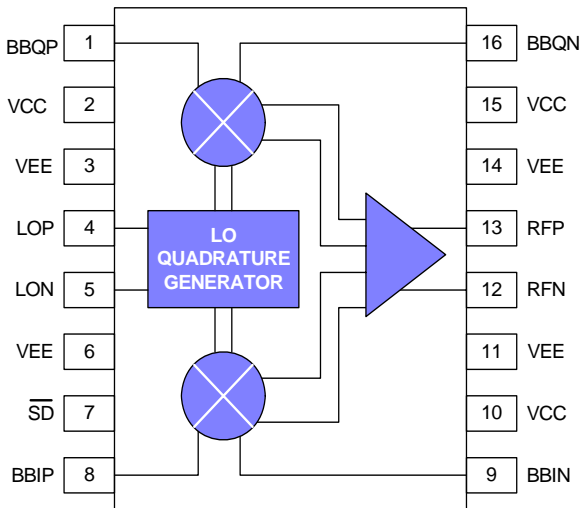 BBQP 1
16 BBQN
VCC 2
15 VCC
VEE 3
14 VEE
LOP 4
13 RFP
LO
QUADRATURE
GENERATOR
LON 5
12 RFN
VEE 6
11 VEE
S̅D̅ 7
10 VCC
BBIP 8
9 BBIN